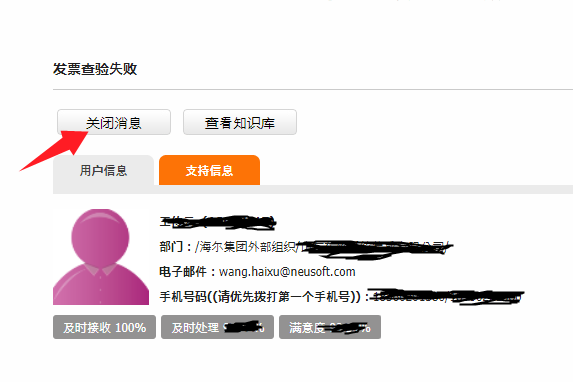 发票查验失败
关闭消息 查看知识库
用户信息 支持信息
部门：/海尔集团外部组织/
电子邮件：wang.haixu@neusoft.com
手机号码((请优先拨打第一个手机号))：
及时接收 100% 及时处理 满意度